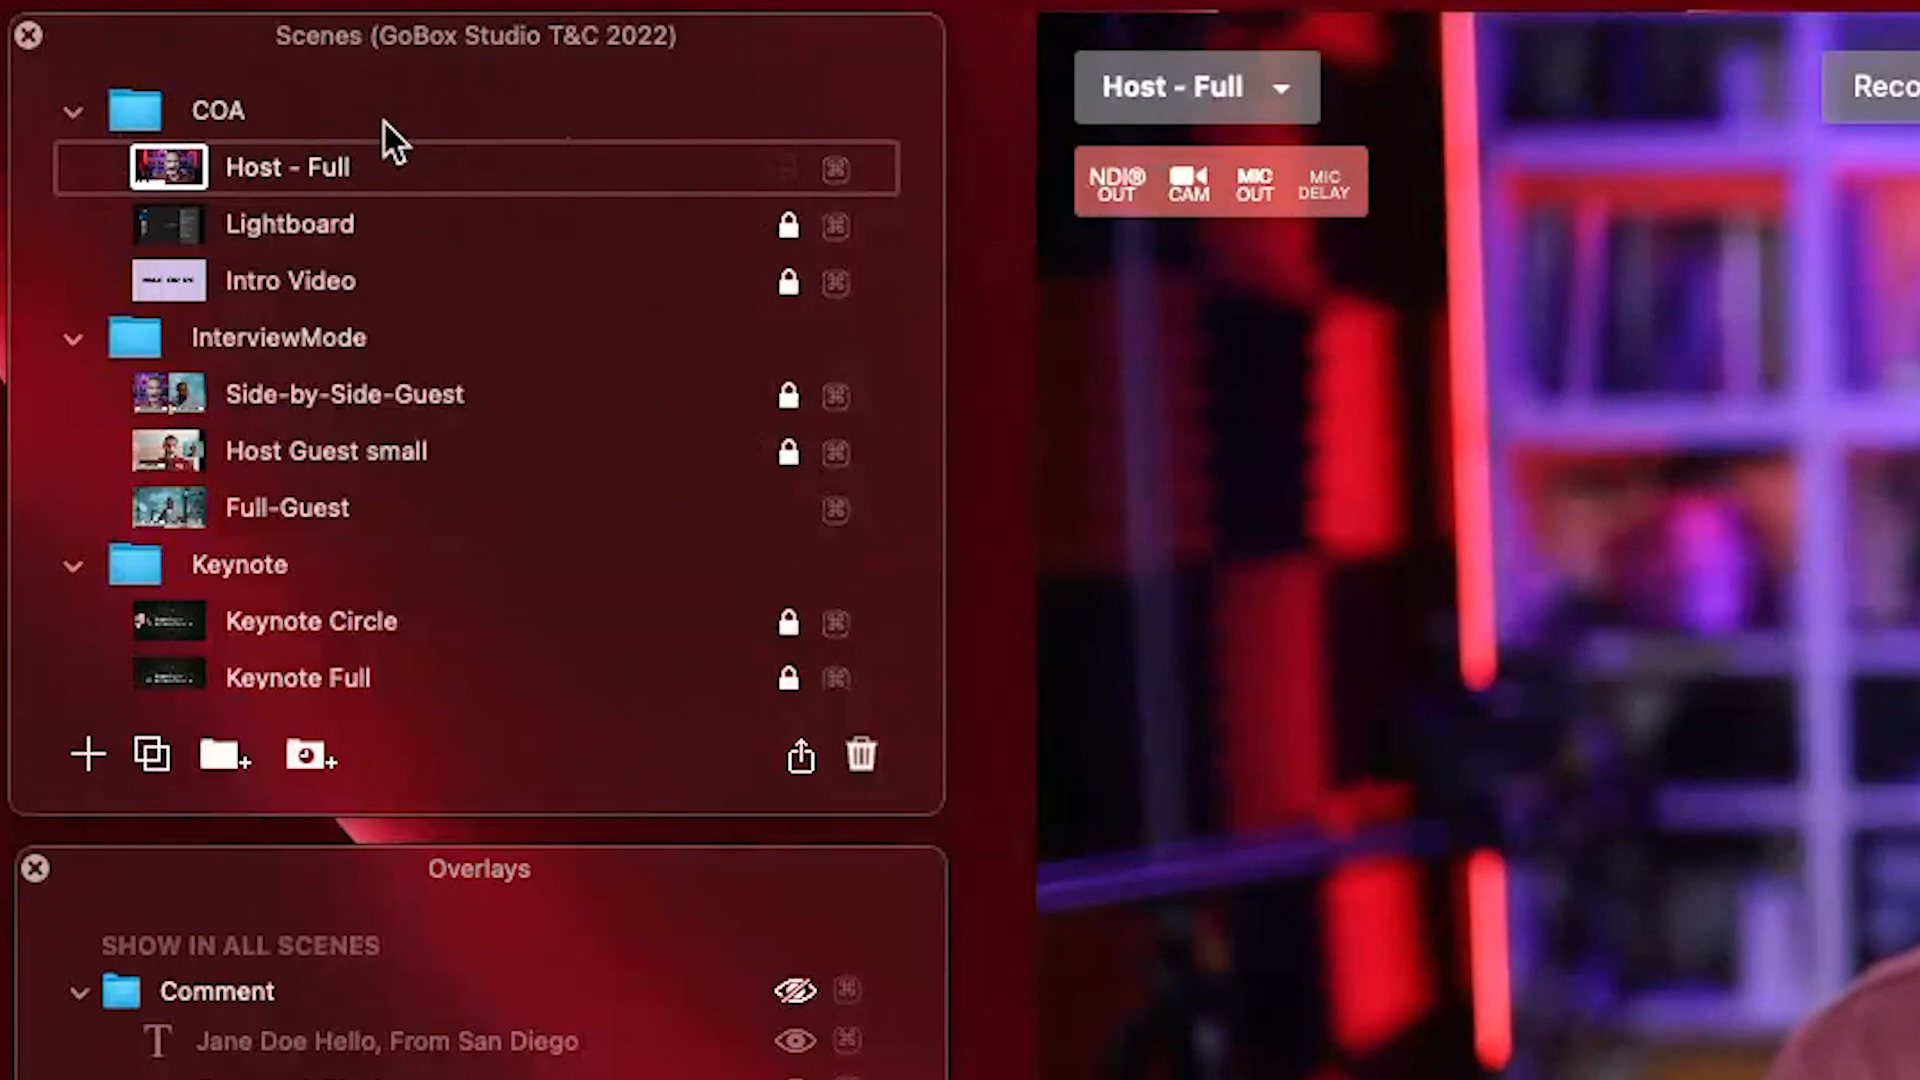 Scenes (GoBox Studio T&C 2022)
COA
Host - Full
Lightboard
Intro Video
InterviewMode
Side-by-Side-Guest
Host Guest small
Full-Guest
Keynote
Keynote Circle
Keynote Full
Overlays
SHOW IN ALL SCENES
Comment
Jane Doe Hello, From San Diego
Host - Full
Reco
NDI® OUT
CAM
MIC OUT
MIC DELAY